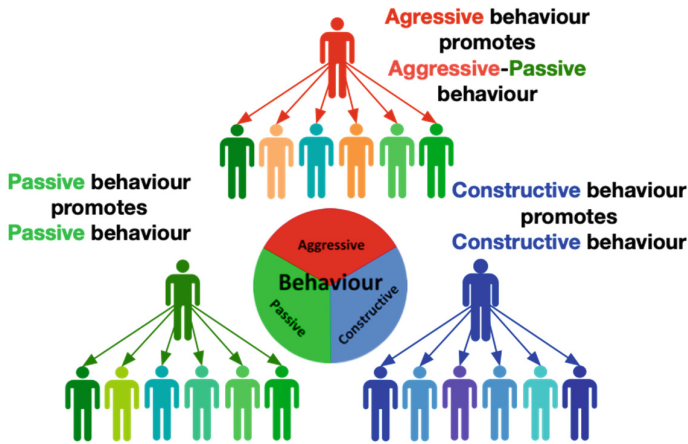 Agressive behaviour
promotes
Aggressive-Passive
behaviour
Passive behaviour
promotes
Passive behaviour
Constructive behaviour
promotes
Constructive behaviour
Aggressive
Behaviour
Passive
Constructive